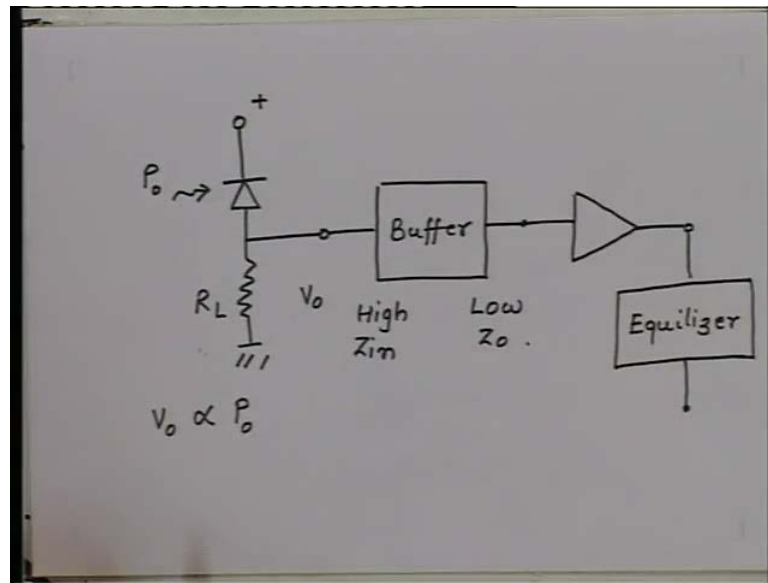 +
P₀
Buffer
R_L
V₀
High
Zin
Low
Z₀ .
Equilizer
V₀ ∝ P₀